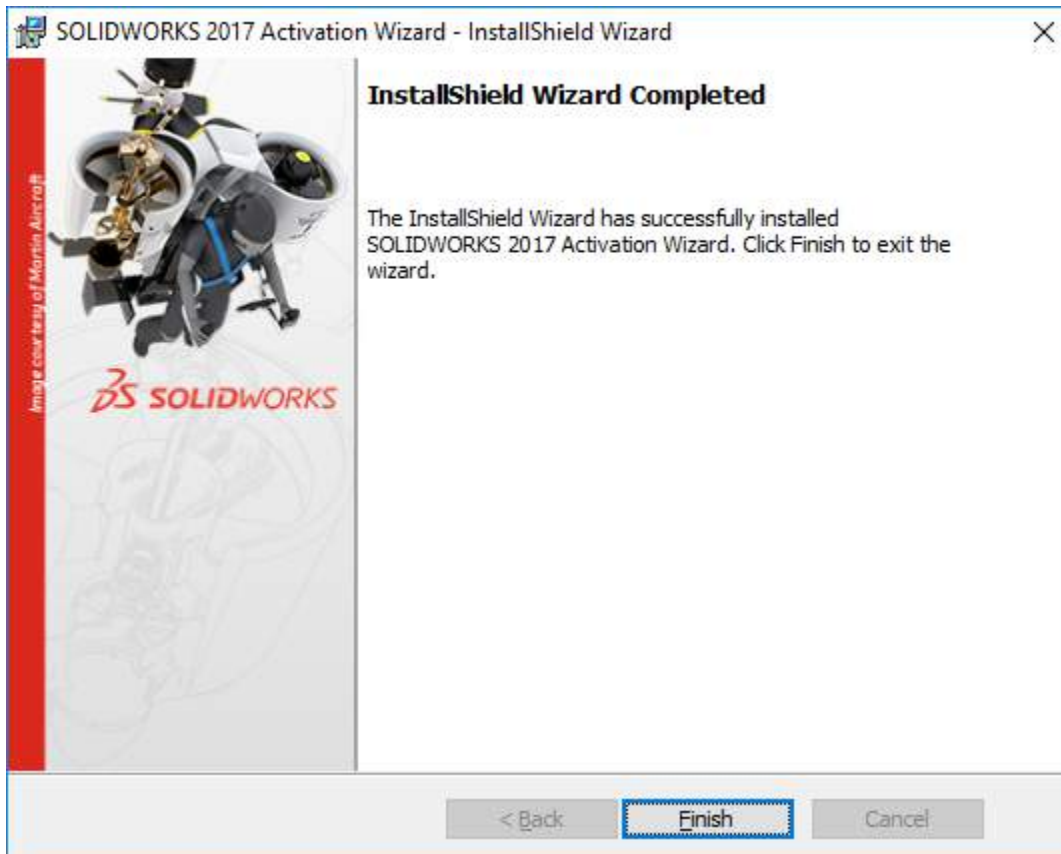 SOLIDWORKS 2017 Activation Wizard - InstallShield Wizard
InstallShield Wizard Completed
The InstallShield Wizard has successfully installed
SOLIDWORKS 2017 Activation Wizard. Click Finish to exit the
wizard.
Image courtesy of Martin Aircraft
3S SOLIDWORKS
< Back
Finish
Cancel